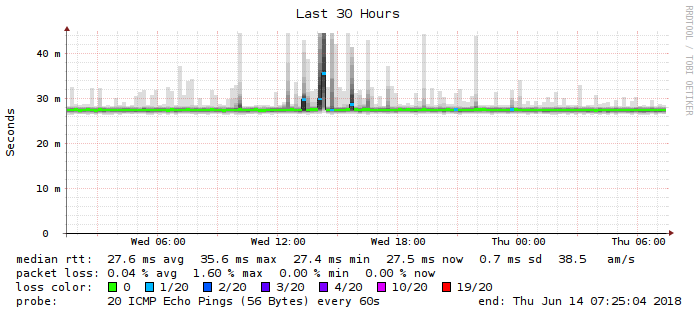 Last 30 Hours
RRDTOOL / TOBI OETIKER
Seconds
40 m
30 m
20 m
10 m
0
Wed 06:00 Wed 12:00 Wed 18:00 Thu 00:00 Thu 06:00
median rtt: 27.6 ms avg 35.6 ms max 27.4 ms min 27.5 ms now 0.7 ms sd 38.5 am/s
packet loss: 0.04 % avg 1.60 % max 0.00 % min 0.00 % now
loss color: 0 1/20 2/20 3/20 4/20 10/20 19/20
probe: 20 ICMP Echo Pings (56 Bytes) every 60s end: Thu Jun 14 07:25:04 2018